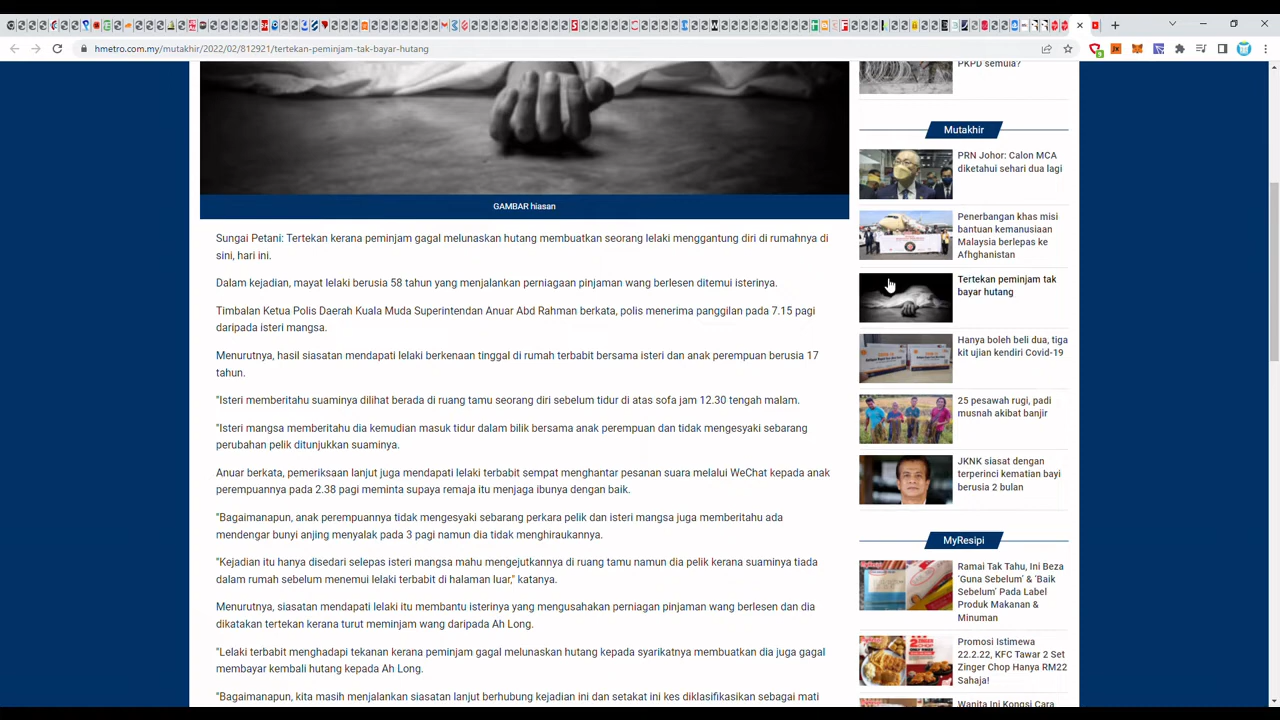 hmetro.com.my/mutakhir/2022/02/812921/tertekan-peminjam-tak-bayar-hutang
GAMBAR hiasan
Sungai Petani: Tertekan kerana peminjam gagal melunaskan hutang membuatkan seorang lelaki menggantung diri di rumahnya di
sini, hari ini.
Dalam kejadian, mayat lelaki berusia 58 tahun yang menjalankan perniagaan pinjaman wang berlesen ditemui isterinya.
Timbalan Ketua Polis Daerah Kuala Muda Superintendan Anuar Abd Rahman berkata, polis menerima panggilan pada 7.15 pagi
daripada isteri mangsa.
Menurutnya, hasil siasatan mendapati lelaki berkenaan tinggal di rumah terbabit bersama isteri dan anak perempuan berusia 17
tahun.
"Isteri memberitahu suaminya dilihat berada di ruang tamu seorang diri sebelum tidur di atas sofa jam 12.30 tengah malam.
"Isteri mangsa memberitahu dia kemudian masuk tidur dalam bilik bersama anak perempuan dan tidak mengesyaki sebarang
perubahan pelik ditunjukkan suaminya.
Anuar berkata, pemeriksaan lanjut juga mendapati lelaki terbabit sempat menghantar pesanan suara melalui WeChat kepada anak
perempuannya pada 2.38 pagi meminta supaya remaja itu menjaga ibunya dengan baik.
"Bagaimanapun, anak perempuannya tidak mengesyaki sebarang perkara pelik dan isteri mangsa juga memberitahu ada
mendengar bunyi anjing menyalak pada 3 pagi namun dia tidak menghiraukannya.
"Kejadian itu hanya disedari selepas isteri mangsa mahu mengejutkannya di ruang tamu namun dia pelik kerana suaminya tiada
dalam rumah sebelum menemui lelaki terbabit di halaman luar," katanya.
Menurutnya, siasatan mendapati lelaki itu membantu isterinya yang mengusahakan perniagan pinjaman wang berlesen dan dia
dikatakan tertekan kerana turut meminjam wang daripada Ah Long.
"Lelaki terbabit menghadapi tekanan kerana peminjam gagal melunaskan hutang kepada syarikatnya membuatkan dia juga gagal
membayar kembali hutang kepada Ah Long.
"Bagaimanapun, kita masih menjalankan siasatan lanjut berhubung kejadian ini dan setakat ini kes diklasifikasikan sebagai mati
PKPD semula?
Mutakhir
PRN Johor: Calon MCA
diketahui sehari dua lagi
Penerbangan khas misi
bantuan kemanusiaan
Malaysia berlepas ke
Afhghanistan
Tertekan peminjam tak
bayar hutang
Hanya boleh beli dua, tiga
kit ujian kendiri Covid-19
25 pesawah rugi, padi
musnah akibat banjir
JKNK siasat dengan
terperinci kematian bayi
berusia 2 bulan
MyResipi
Ramai Tak Tahu, Ini Beza
'Guna Sebelum' & 'Baik
Sebelum' Pada Label
Produk Makanan &
Minuman
Promosi Istimewa
22.2.22, KFC Tawar 2 Set
Zinger Chop Hanya RM22
Sahaja!
Wanita Ini Kongsi Cara